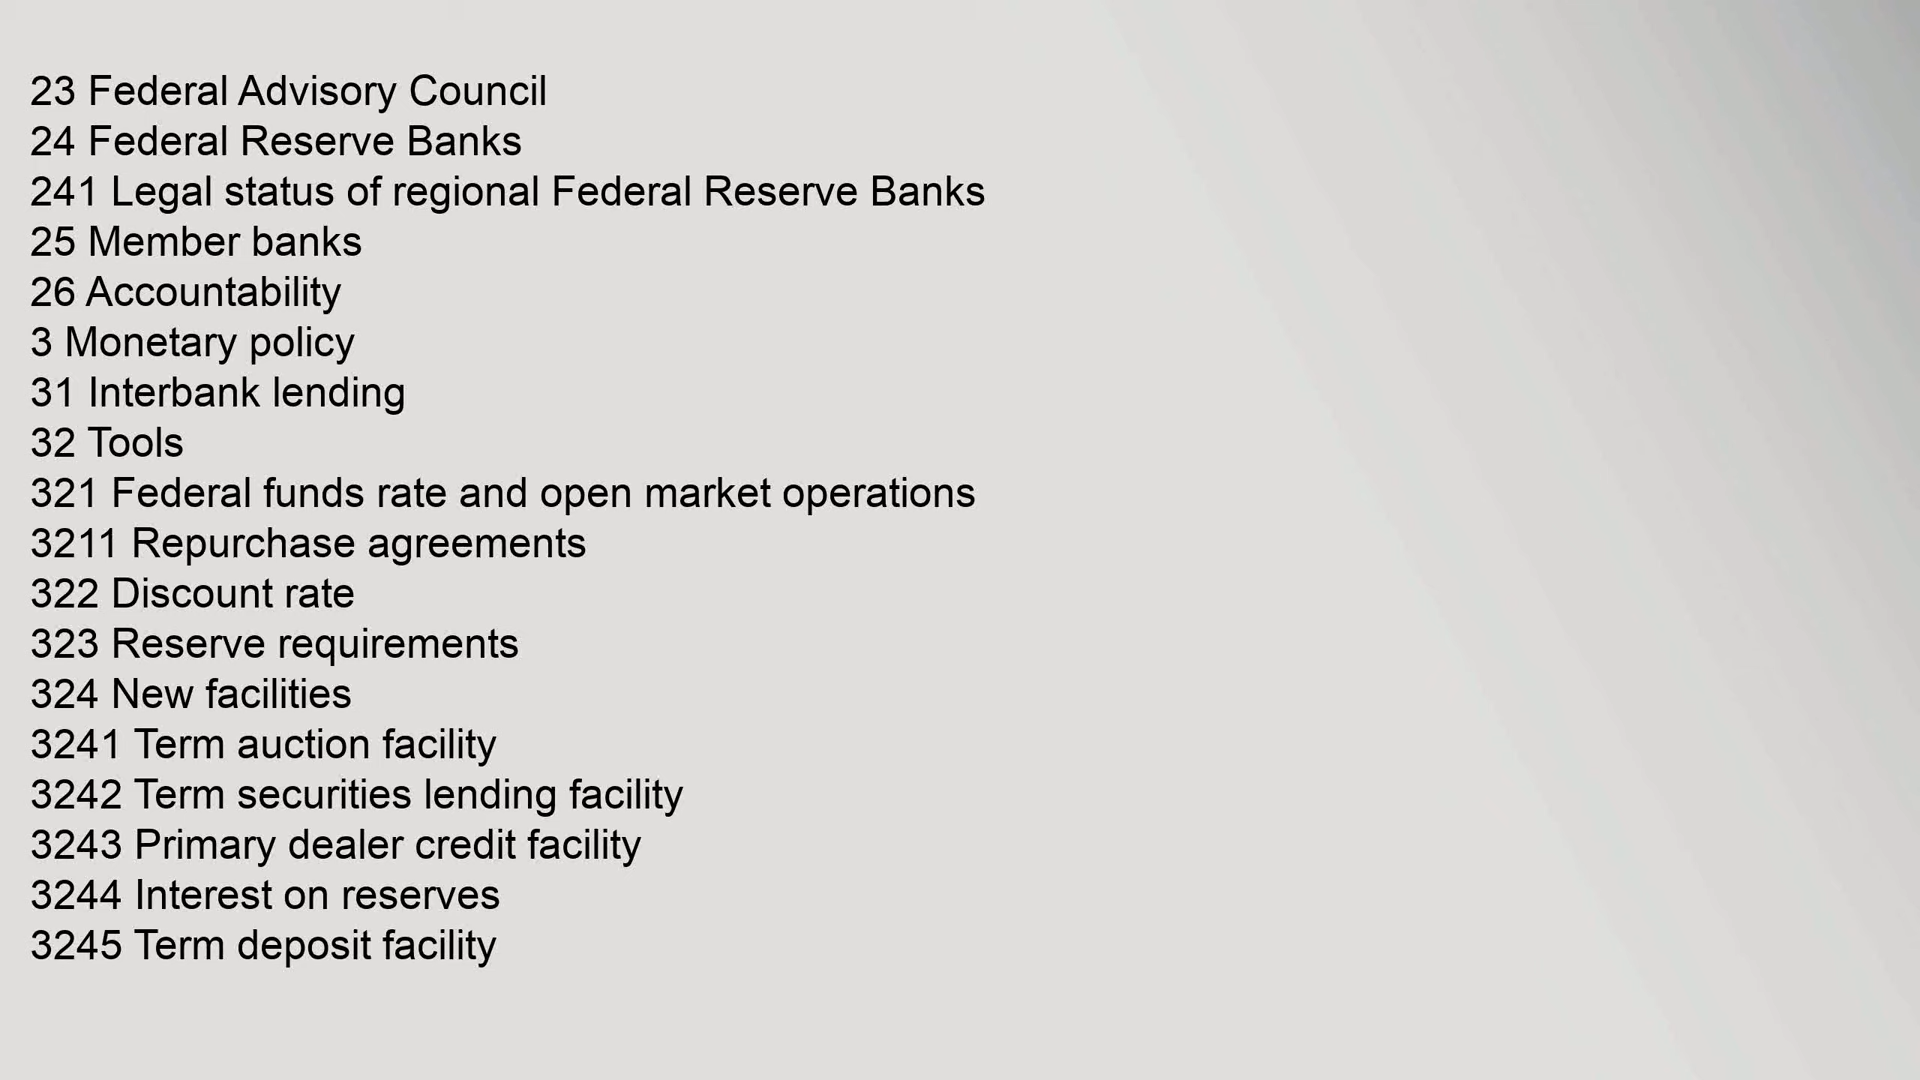 23 Federal Advisory Council
24 Federal Reserve Banks
241 Legal status of regional Federal Reserve Banks
25 Member banks
26 Accountability
3 Monetary policy
31 Interbank lending
32 Tools
321 Federal funds rate and open market operations
3211 Repurchase agreements
322 Discount rate
323 Reserve requirements
324 New facilities
3241 Term auction facility
3242 Term securities lending facility
3243 Primary dealer credit facility
3244 Interest on reserves
3245 Term deposit facility